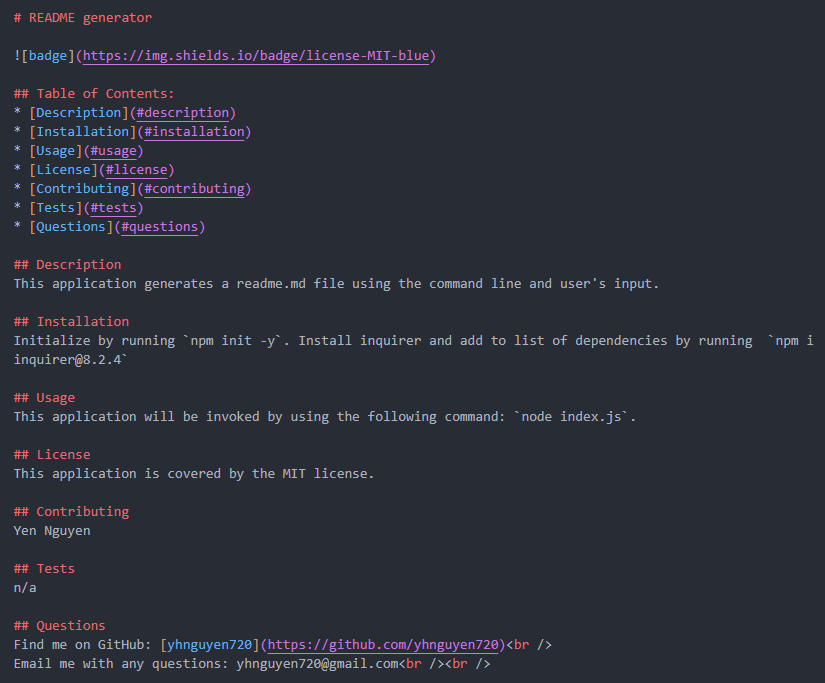 # README generator
![badge](https://img.shields.io/badge/license-MIT-blue)
## Table of Contents:
* [Description](#description)
* [Installation](#installation)
* [Usage](#usage)
* [License](#license)
* [Contributing](#contributing)
* [Tests](#tests)
* [Questions](#questions)
## Description
This application generates a readme.md file using the command line and user's input.
## Installation
Initialize by running `npm init -y`. Install inquirer and add to list of dependencies by running  `npm i
inquirer@8.2.4`
## Usage
This application will be invoked by using the following command: `node index.js`.
## License
This application is covered by the MIT license.
## Contributing
Yen Nguyen
## Tests
n/a
## Questions
Find me on GitHub: [yhnguyen720](https://github.com/yhnguyen720)<br />
Email me with any questions: yhnguyen720@gmail.com<br /><br />